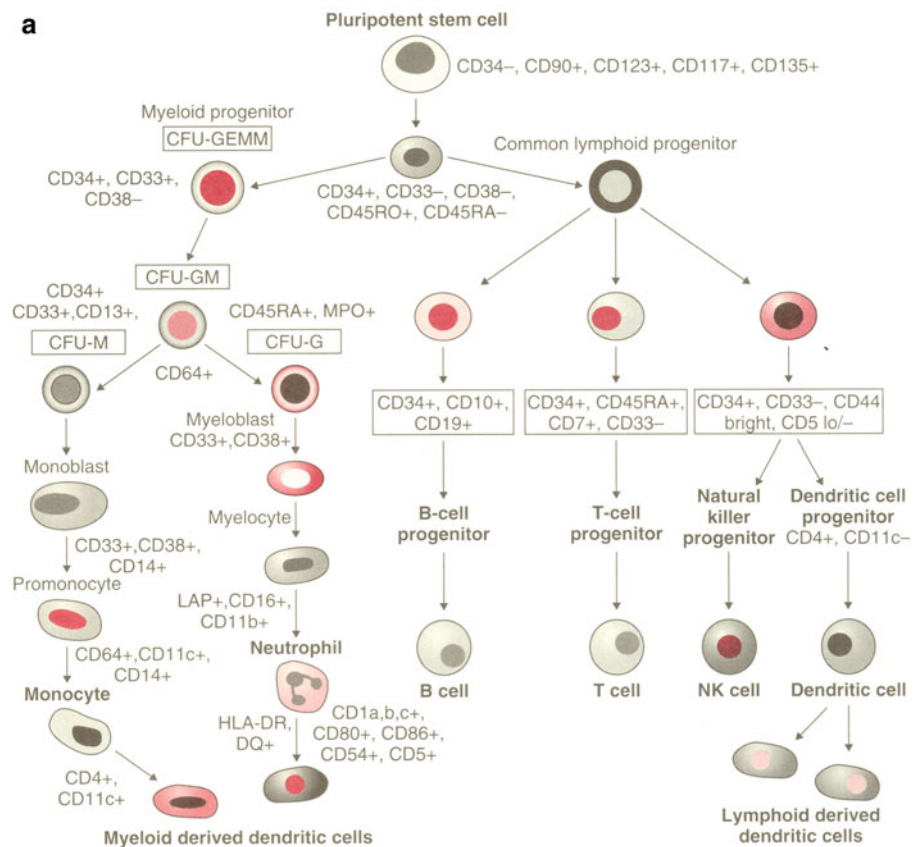 a
Pluripotent stem cell
CD34–, CD90+, CD123+, CD117+, CD135+
Myeloid progenitor
CFU-GEMM
Common lymphoid progenitor
CD34+, CD33+,
CD38–
CD34+, CD33–, CD38–,
CD45RO+, CD45RA–
CFU-GM
CD34+
CD33+,CD13+,
CFU-M
CD45RA+, MPO+
CFU-G
CD64+
Myeloblast
CD33+,CD38+
CD34+, CD10+,
CD19+
CD34+, CD45RA+,
CD7+, CD33–
CD34+, CD33–, CD44
bright, CD5 lo/–
Monoblast
Myelocyte
B-cell
progenitor
T-cell
progenitor
Natural
killer
progenitor
Dendritic cell
progenitor
CD4+, CD11c–
CD33+,CD38+,
CD14+
Promonocyte
LAP+,CD16+,
CD11b+
Neutrophil
CD64+,CD11c+,
CD14+
Monocyte
B cell
T cell
NK cell
Dendritic cell
HLA-DR,
DQ+
CD1a,b,c+,
CD80+, CD86+,
CD54+, CD5+
CD4+,
CD11c+
Myeloid derived dendritic cells
Lymphoid derived
dendritic cells